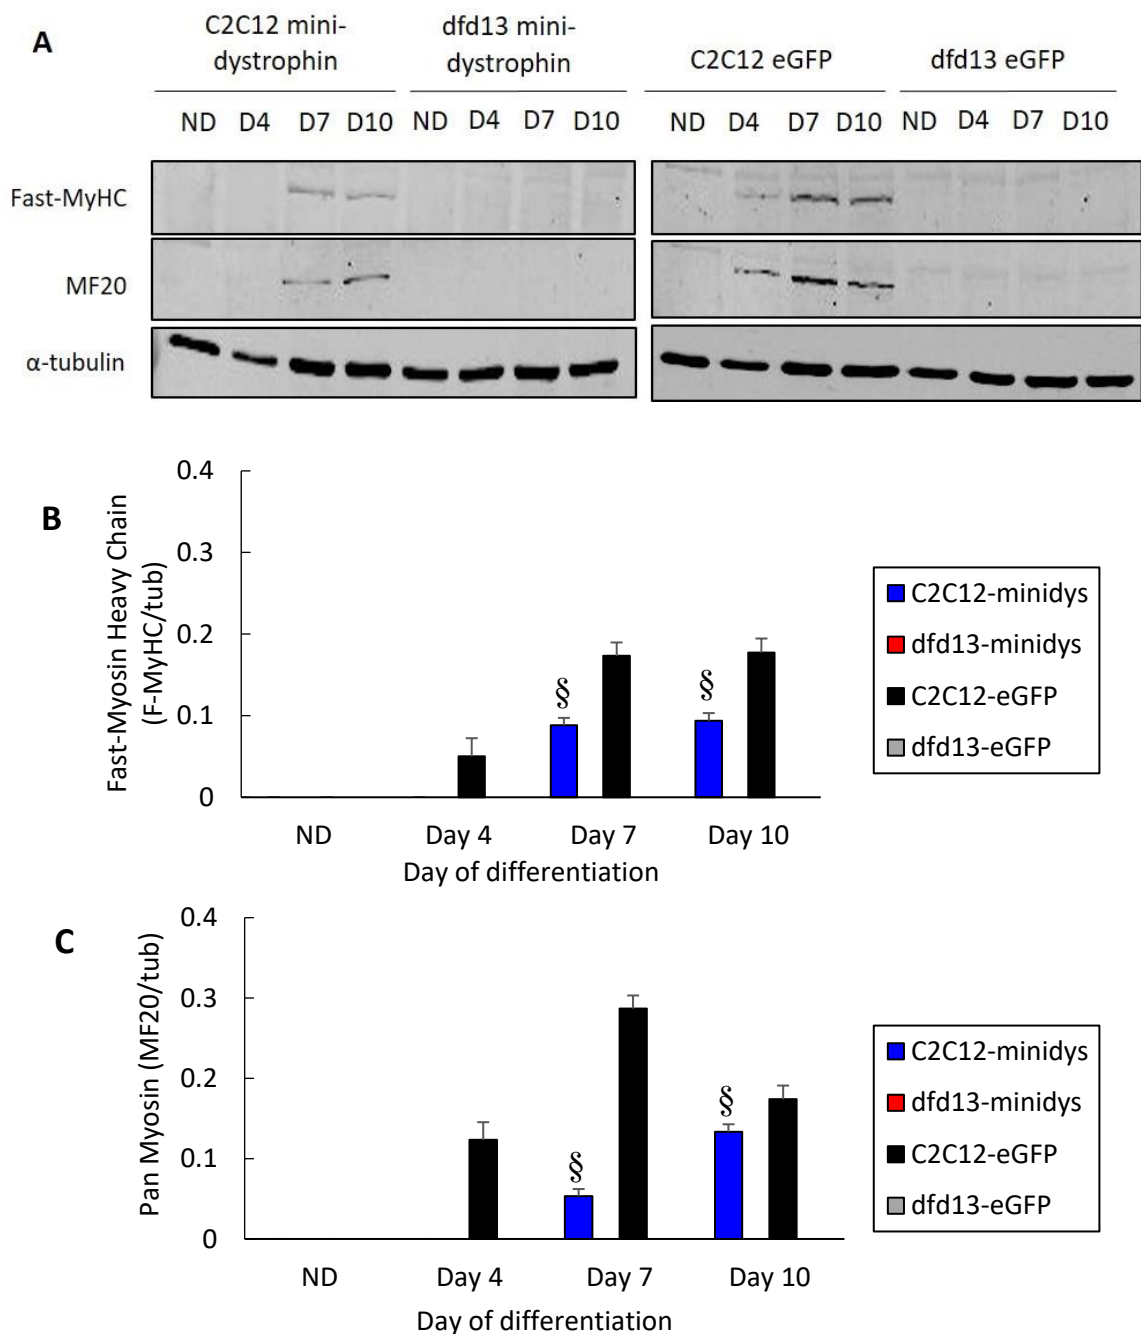 A
C2C12 mini-
dystrophin
dfd13 mini-
dystrophin
C2C12 eGFP
dfd13 eGFP
ND D4 D7 D10 ND D4 D7 D10 ND D4 D7 D10 ND D4 D7 D10
Fast-MyHC
MF20
α-tubulin
B
Fast-Myosin Heavy Chain
(F-MyHC/tub)
0.4
0.3
0.2
0.1
0
§ §
ND Day 4 Day 7 Day 10
Day of differentiation
C2C12-minidys
dfd13-minidys
C2C12-eGFP
dfd13-eGFP
C
Pan Myosin (MF20/tub)
0.4
0.3
0.2
0.1
0
§ §
ND Day 4 Day 7 Day 10
Day of differentiation
C2C12-minidys
dfd13-minidys
C2C12-eGFP
dfd13-eGFP